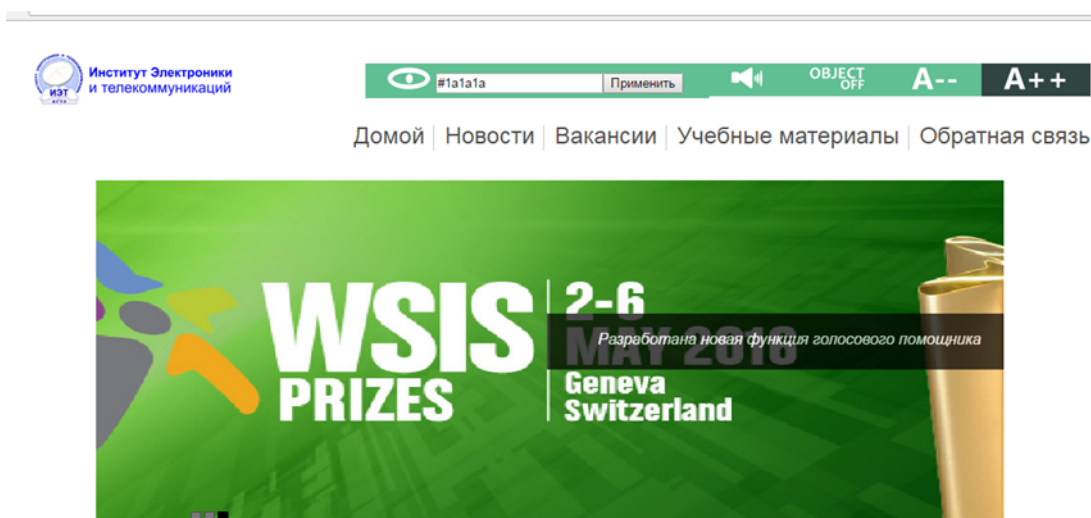 Институт Электроники
и телекоммуникаций
ИЭТ
#1a1a1a
Применить
OBJECT
OFF
A--
A++
Домой | Новости | Вакансии | Учебные материалы | Обратная связь
WSIS
PRIZES
2-6
MAY 2016
Разработана новая функция голосового помощника
Geneva
Switzerland